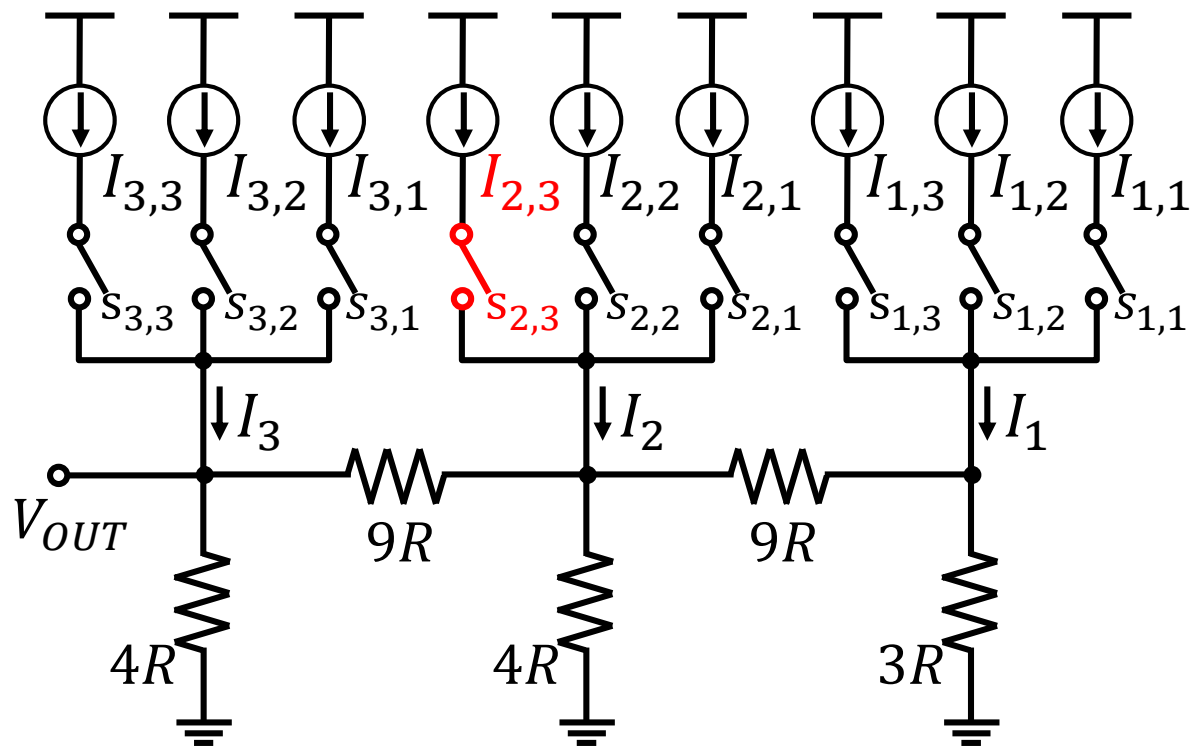 I₃,₃ I₃,₂ I₃,₁ I₂,₃ I₂,₂ I₂,₁ I₁,₃ I₁,₂ I₁,₁
s₃,₃ s₃,₂ s₃,₁ s₂,₃ s₂,₂ s₂,₁ s₁,₃ s₁,₂ s₁,₁
I₃ I₂ I₁
V_OUT 9R 9R
4R 4R 3R